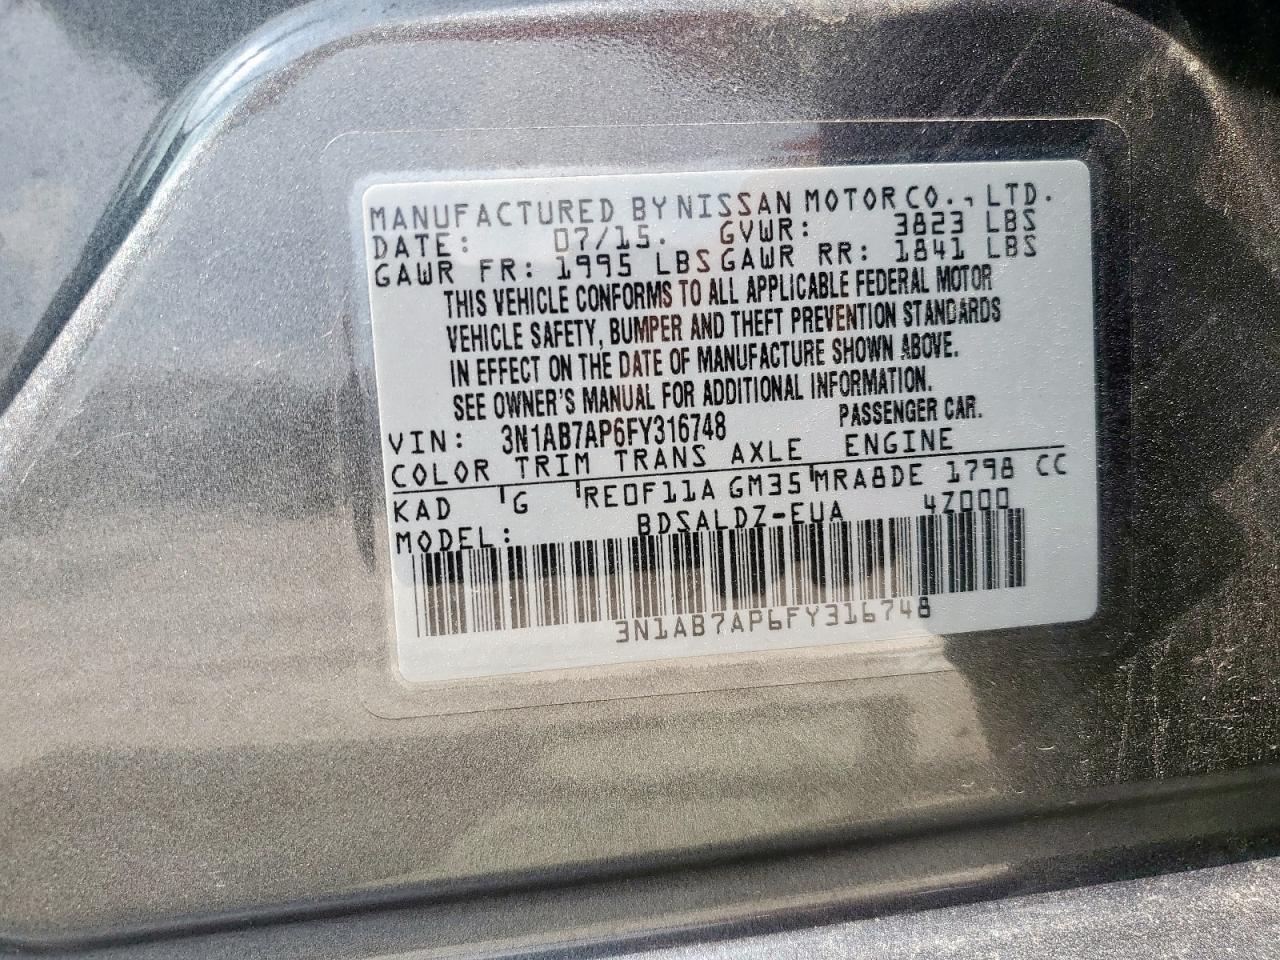 MANUFACTURED BY NISSAN MOTOR CO., LTD.
DATE: 07/15. GVWR: 3823 LBS
GAWR FR: 1995 LBS GAWR RR: 1841 LBS
THIS VEHICLE CONFORMS TO ALL APPLICABLE FEDERAL MOTOR
VEHICLE SAFETY, BUMPER AND THEFT PREVENTION STANDARDS
IN EFFECT ON THE DATE OF MANUFACTURE SHOWN ABOVE.
SEE OWNER'S MANUAL FOR ADDITIONAL INFORMATION.
VIN: 3N1AB7AP6FY316748 PASSENGER CAR.
COLOR TRIM TRANS AXLE ENGINE
KAD G RE0F11A GM35 MRA8DE 1798 CC
MODEL: BDSALDZ-EUA 4Z000
3N1AB7AP6FY316748